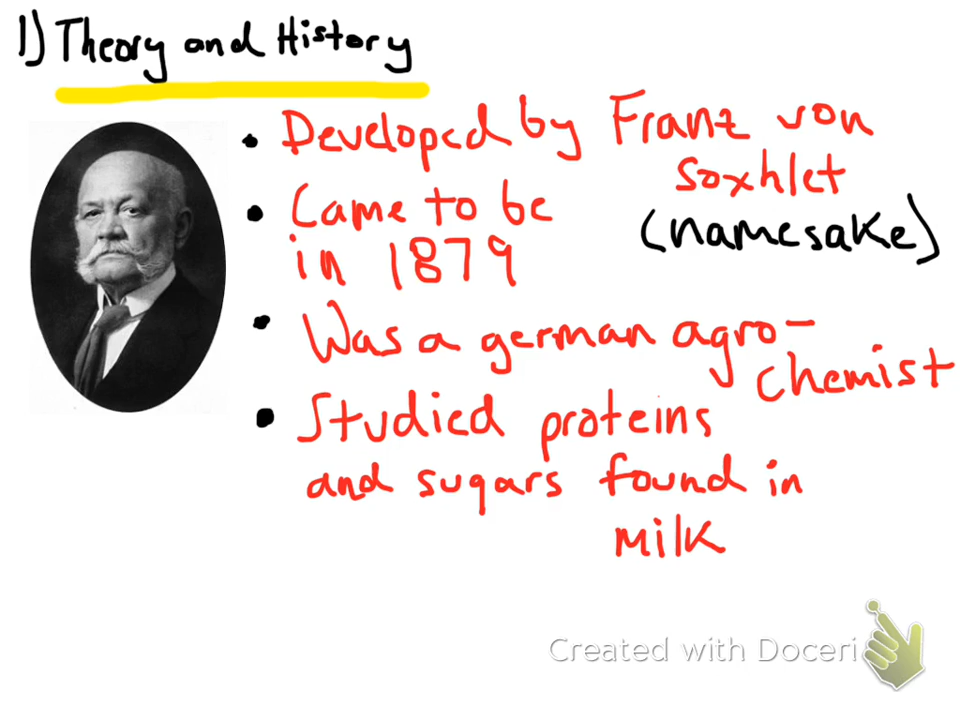 1) Theory and History
• Developed by Franz von
soxhlet
(namesake)
• Came to be
in 1879
• Was a german agro-
chemist
• Studied proteins
and sugars found in
milk
Created with Doceri